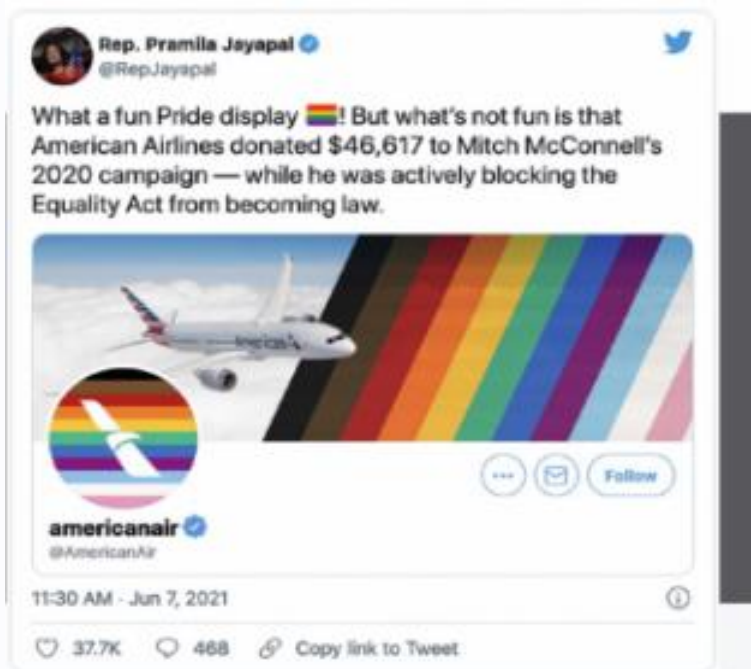 Rep. Pramila Jayapal
@RepJayapal
What a fun Pride display 🏳️‍🌈! But what's not fun is that
American Airlines donated $46,617 to Mitch McConnell's
2020 campaign — while he was actively blocking the
Equality Act from becoming law.
American
Follow
americanair
@AmericanAir
11:30 AM · Jun 7, 2021
37.7K 468 Copy link to Tweet